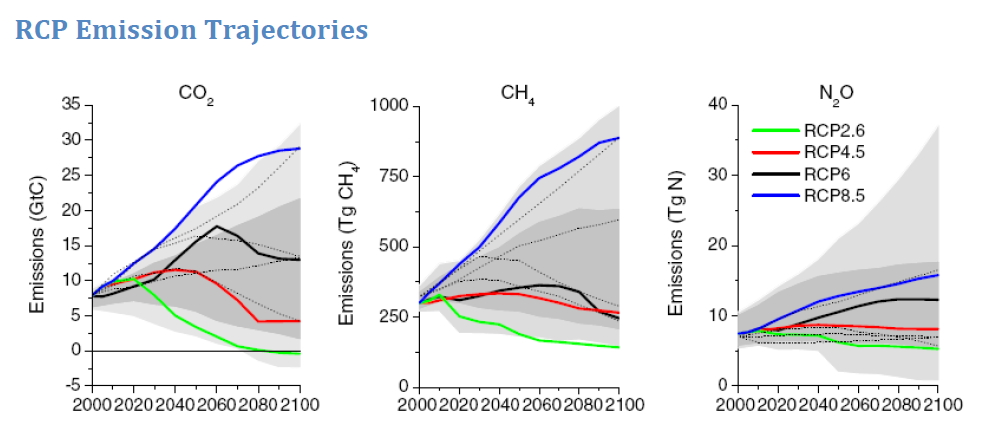 RCP Emission Trajectories
CO2
35
30
25
20
15
10
5
0
-5
Emissions (GtC)
2000 2020 2040 2060 2080 2100
CH4
1000
750
500
250
0
Emissions (Tg CH4)
2000 2020 2040 2060 2080 2100
N2O
40
30
20
10
0
Emissions (Tg N)
RCP2.6
RCP4.5
RCP6
RCP8.5
2000 2020 2040 2060 2080 2100